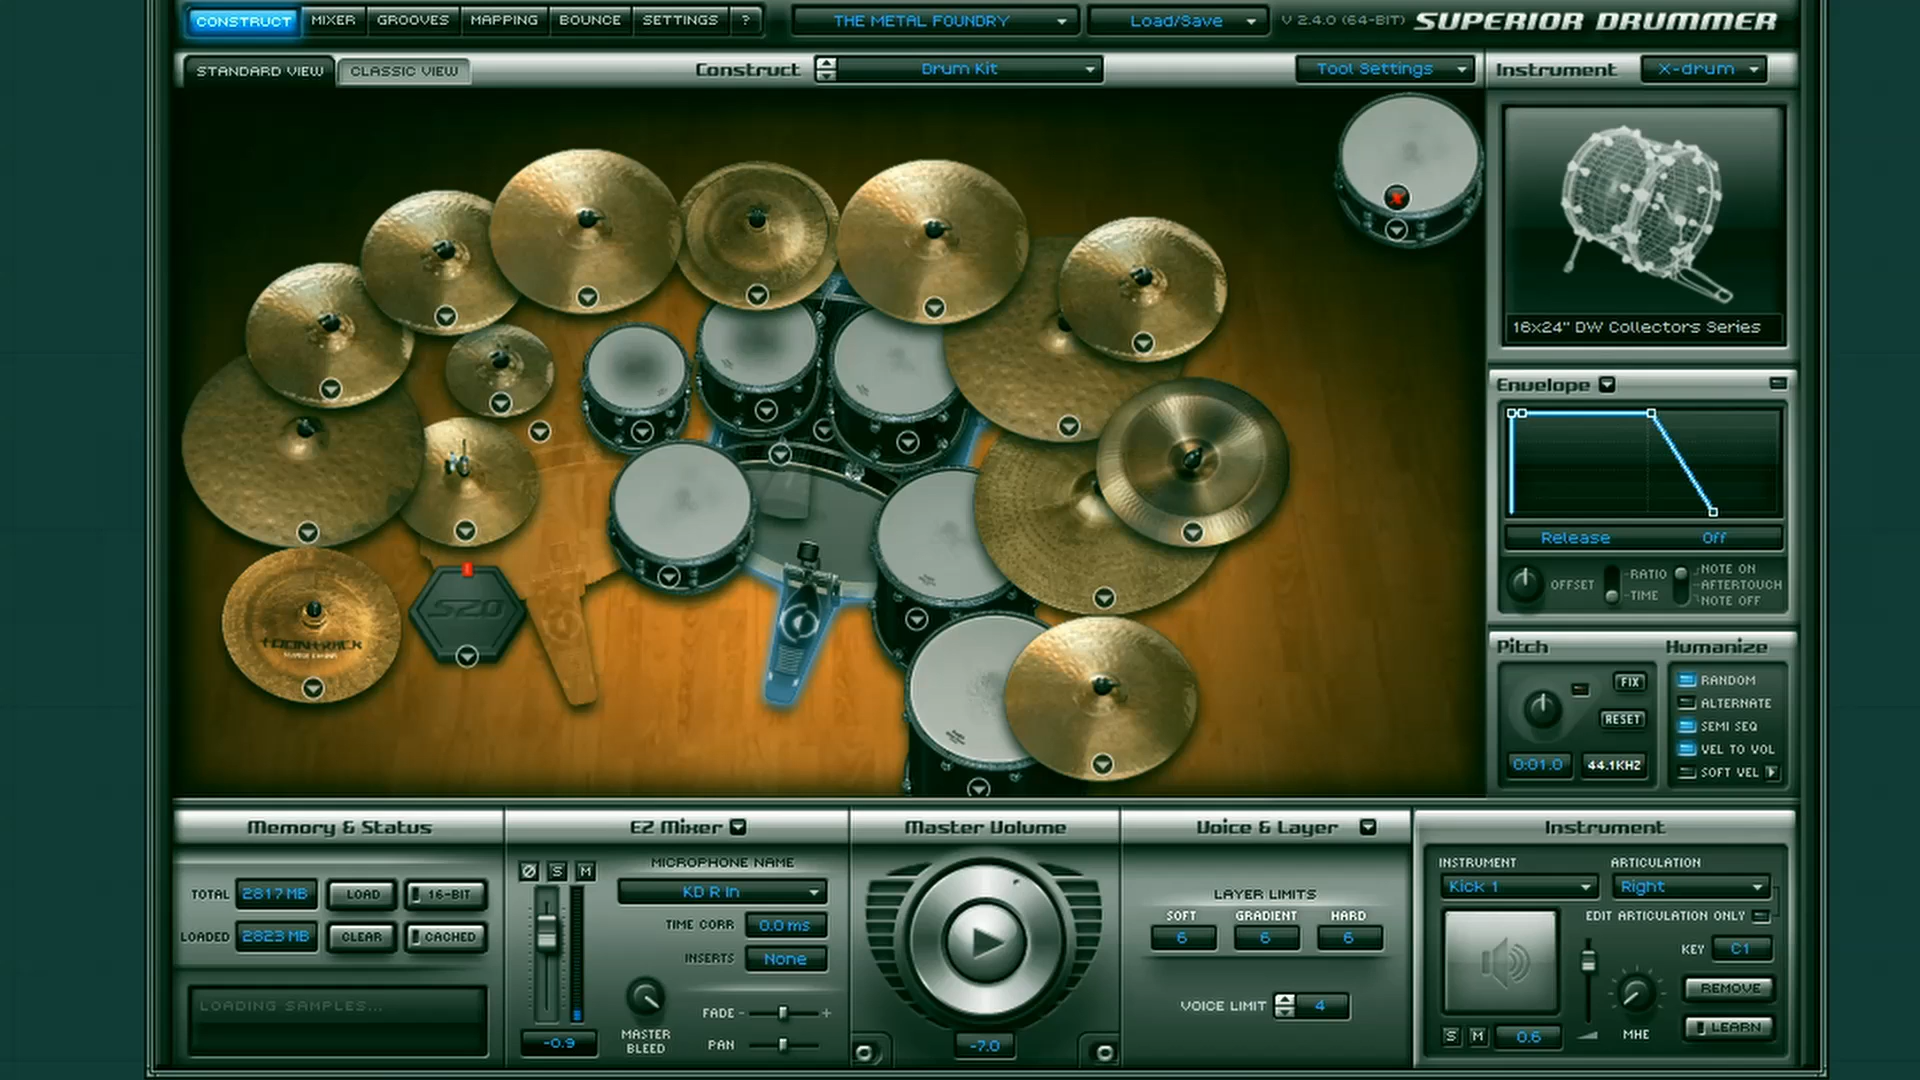 CONSTRUCT MIXER GROOVES MAPPING BOUNCE SETTINGS ? THE METAL FOUNDRY Load/Save V 2.4.0 (64-BIT) SUPERIOR DRUMMER
STANDARD VIEW CLASSIC VIEW Construct Drum Kit Tool Settings Instrument X-drum
16x24" DW Collectors Series
Envelope
Release Off
OFFSET RATIO TIME NOTE ON AFTERTOUCH NOTE OFF
S20
TOONTRACK
Pitch Humanize
FIX RANDOM
ALTERNATE
RESET SEMI SEQ
VEL TO VOL
0:01.0 44.1KHZ SOFT VEL
Memory & Status EZ Mixer Master Volume Voice & Layer Instrument
TOTAL 2817 MB LOAD 16-BIT
LOADED 2823 MB CLEAR CACHED
LOADING SAMPLES...
S M MICROPHONE NAME
KD R In
TIME CORR 0.0 ms
INSERTS None
FADE - +
MASTER BLEED PAN
-0.9
-7.0
LAYER LIMITS
SOFT GRADIENT HARD
6 6 6
VOICE LIMIT 4
INSTRUMENT ARTICULATION
Kick 1 Right
EDIT ARTICULATION ONLY
KEY C1
REMOVE
LEARN
S M 0.6 MHE